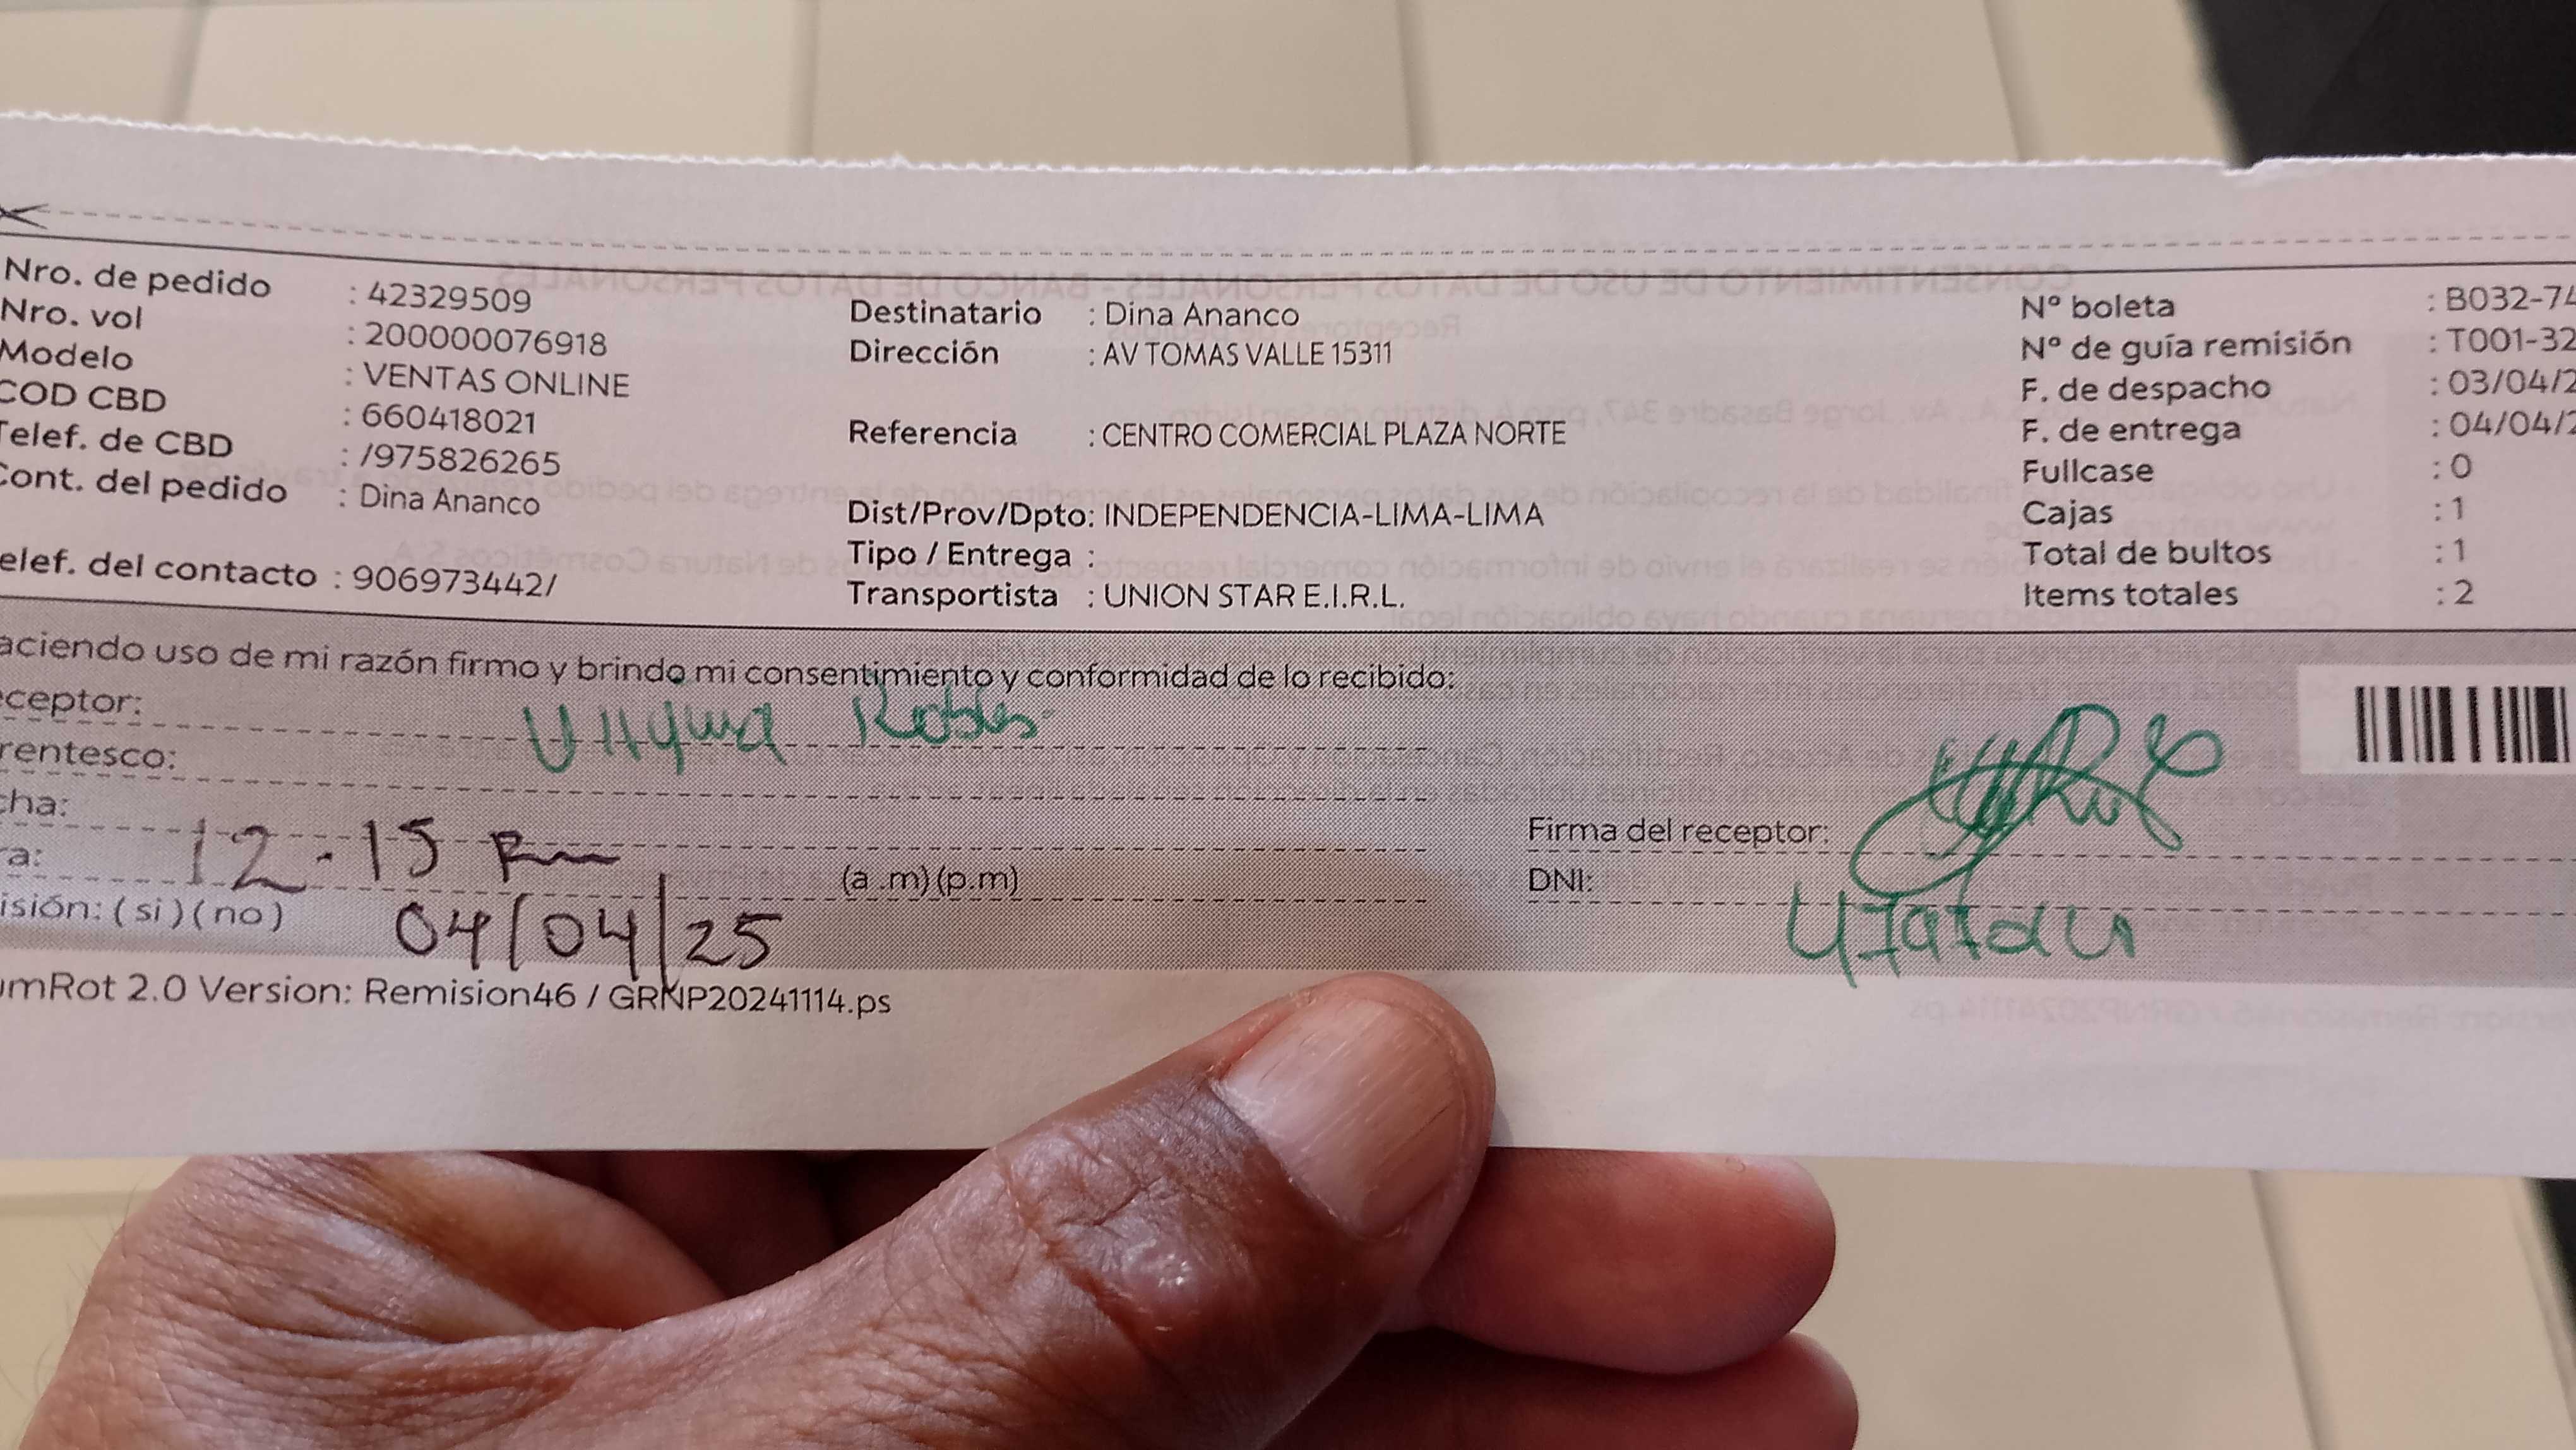 Nro. de pedido : 42329509
Nro. vol : 200000076918
Modelo : VENTAS ONLINE
COD CBD : 660418021
Telef. de CBD : /975826265
Cont. del pedido : Dina Ananco
elef. del contacto : 906973442/
Destinatario : Dina Ananco
Dirección : AV TOMAS VALLE 15311
Referencia : CENTRO COMERCIAL PLAZA NORTE
Dist/Prov/Dpto: INDEPENDENCIA-LIMA-LIMA
Tipo / Entrega :
Transportista : UNION STAR E.I.R.L.
Nº boleta : B032-74
Nº de guía remisión : T001-32
F. de despacho : 03/04/2
F. de entrega : 04/04/2
Fullcase : 0
Cajas : 1
Total de bultos : 1
Items totales : 2
aciendo uso de mi razón firmo y brindo mi consentimiento y conformidad de lo recibido:
eceptor: Robles
rentesco:
cha:
ra: 12-15 pm (a .m) (p.m)
isión: ( si ) ( no ) 04/04/25
Firma del receptor:
DNI:
umRot 2.0 Version: Remision46 / GRNP20241114.ps